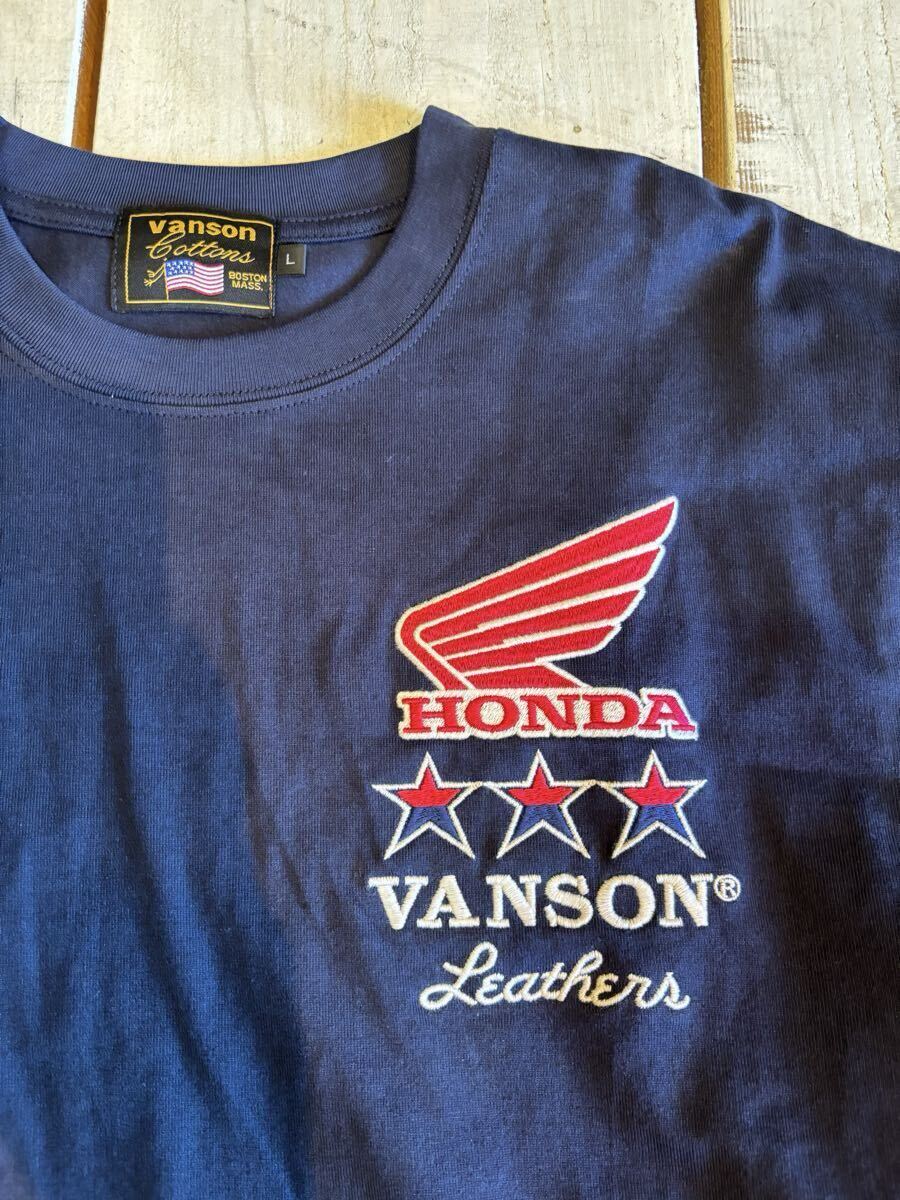 vanson
Cottons
BOSTON
MASS.
L
HONDA
VANSON®
Leathers